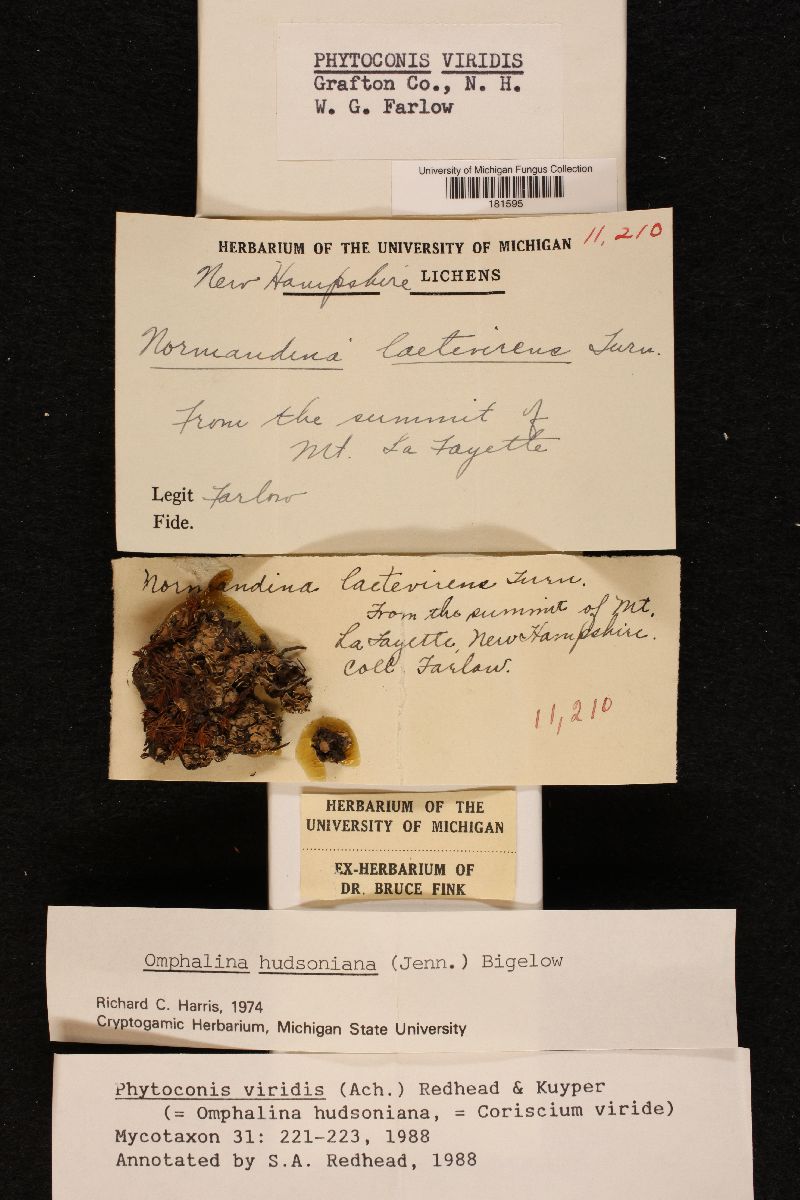 PHYTOCONIS VIRIDIS
Grafton Co., N. H.
W. G. Farlow
University of Michigan Fungus Collection
181595
11,210
HERBARIUM OF THE UNIVERSITY OF MICHIGAN
New Hampshire LICHENS
Normandina laetevirens Turn.
From the summit of
Mt. La Fayette
Legit Farlow
Fide.
Normandina laetevirens Turn.
From the summit of Mt.
La Fayette, New Hampshire.
Coll Farlow.
11,210
HERBARIUM OF THE
UNIVERSITY OF MICHIGAN
EX-HERBARIUM OF
DR. BRUCE FINK
Omphalina hudsoniana (Jenn.) Bigelow
Richard C. Harris, 1974
Cryptogamic Herbarium, Michigan State University
Phytoconis viridis (Ach.) Redhead & Kuyper
(= Omphalina hudsoniana, = Coriscium viride)
Mycotaxon 31: 221-223, 1988
Annotated by S.A. Redhead, 1988